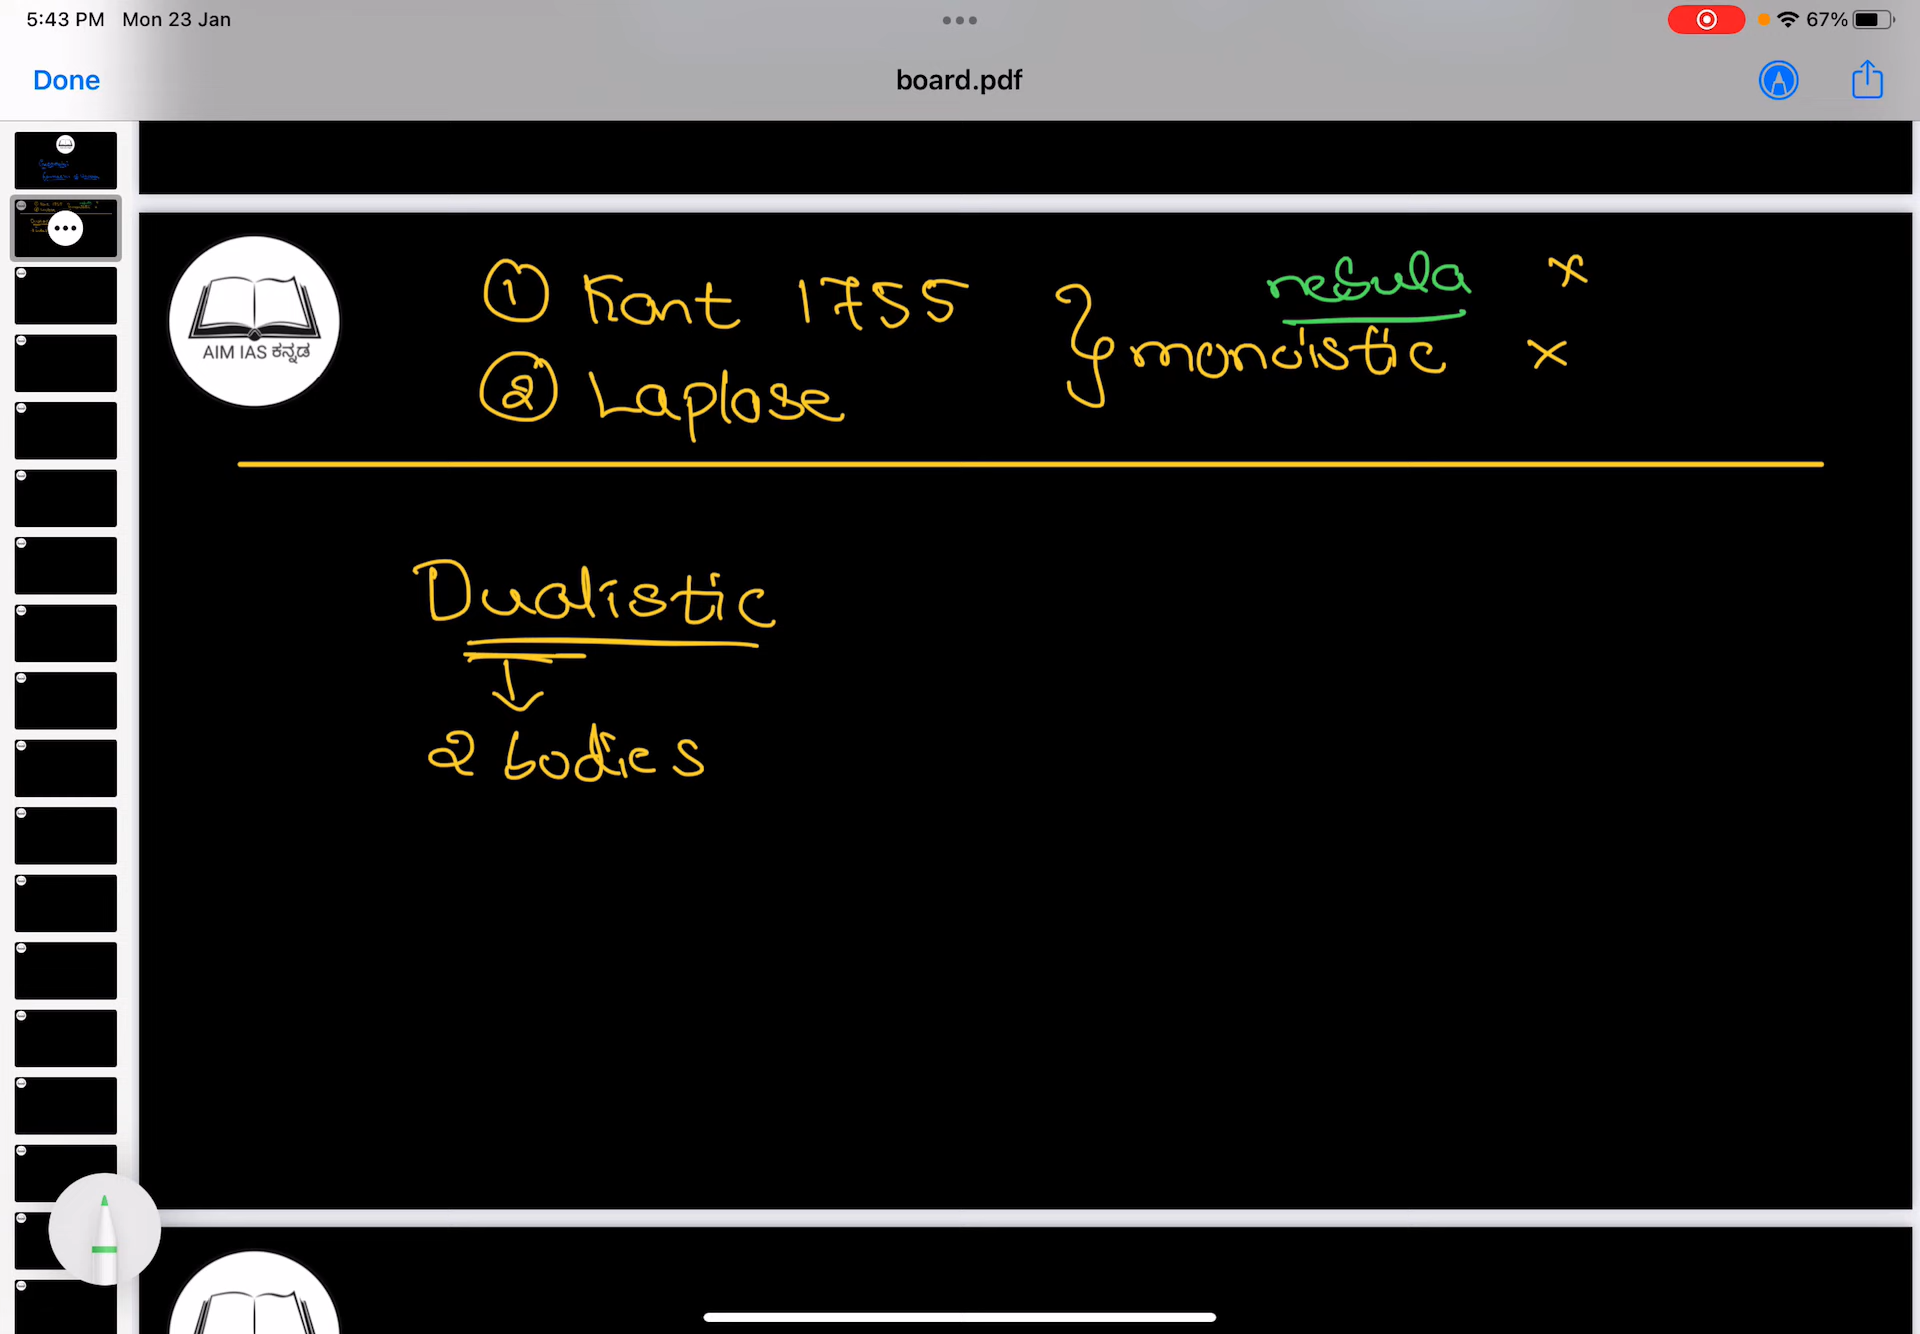 5:43 PM Mon 23 Jan
67%
Done
board.pdf
AIM IAS ಕನ್ನಡ
① Kant 1755
nebula x
② Laplase
monoistic x
Dualistic
2 bodies